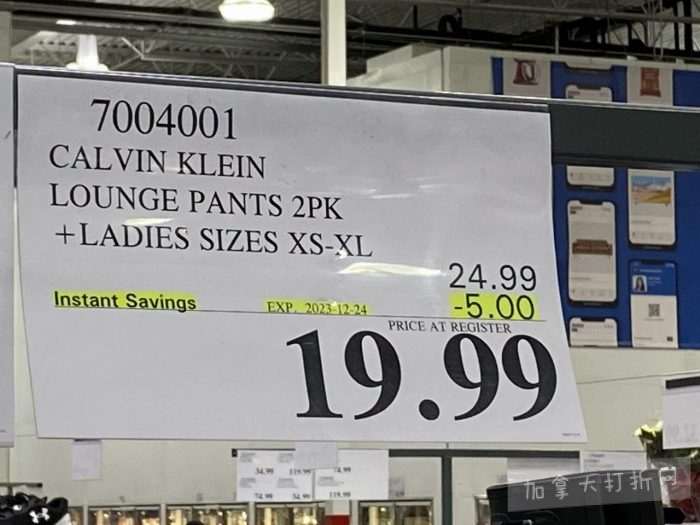 7004001
CALVIN KLEIN
LOUNGE PANTS 2PK
+LADIES SIZES XS-XL
24.99
Instant Savings EXP. 2023-12-24 -5.00
PRICE AT REGISTER
19.99
加拿大打折